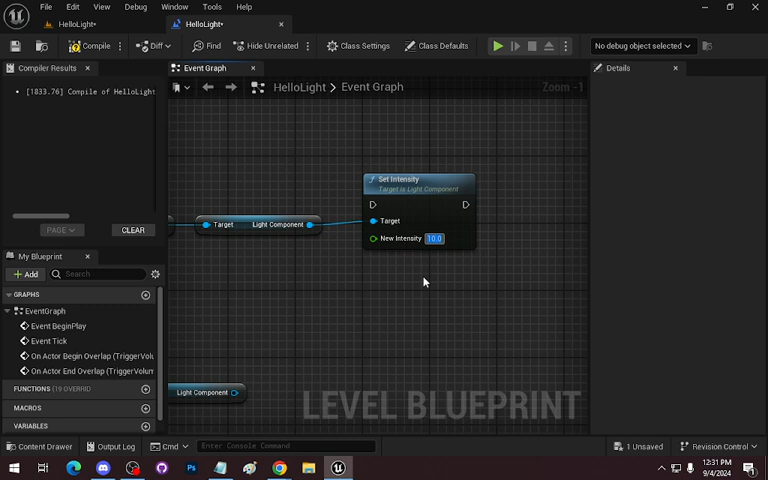 File Edit View Debug Window Tools Help
HelloLight* HelloLight*
Compile Diff Find Hide Unrelated Class Settings Class Defaults No debug object selected
Compiler Results Event Graph Details
HelloLight Event Graph Zoom -1
[1833.76] Compile of HelloLight
Set Intensity
Target is Light Component
Target Light Component Target
New Intensity 10.0
PAGE CLEAR
My Blueprint
Add Search
GRAPHS
EventGraph
Event BeginPlay
Event Tick
On Actor Begin Overlap (TriggerVolu
On Actor End Overlap (TriggerVolum
FUNCTIONS (19 OVERRID
Light Component
MACROS
LEVEL BLUEPRINT
VARIABLES
Content Drawer Output Log Cmd Enter Console Command 1 Unsaved Revision Control
12:31 PM
9/4/2024